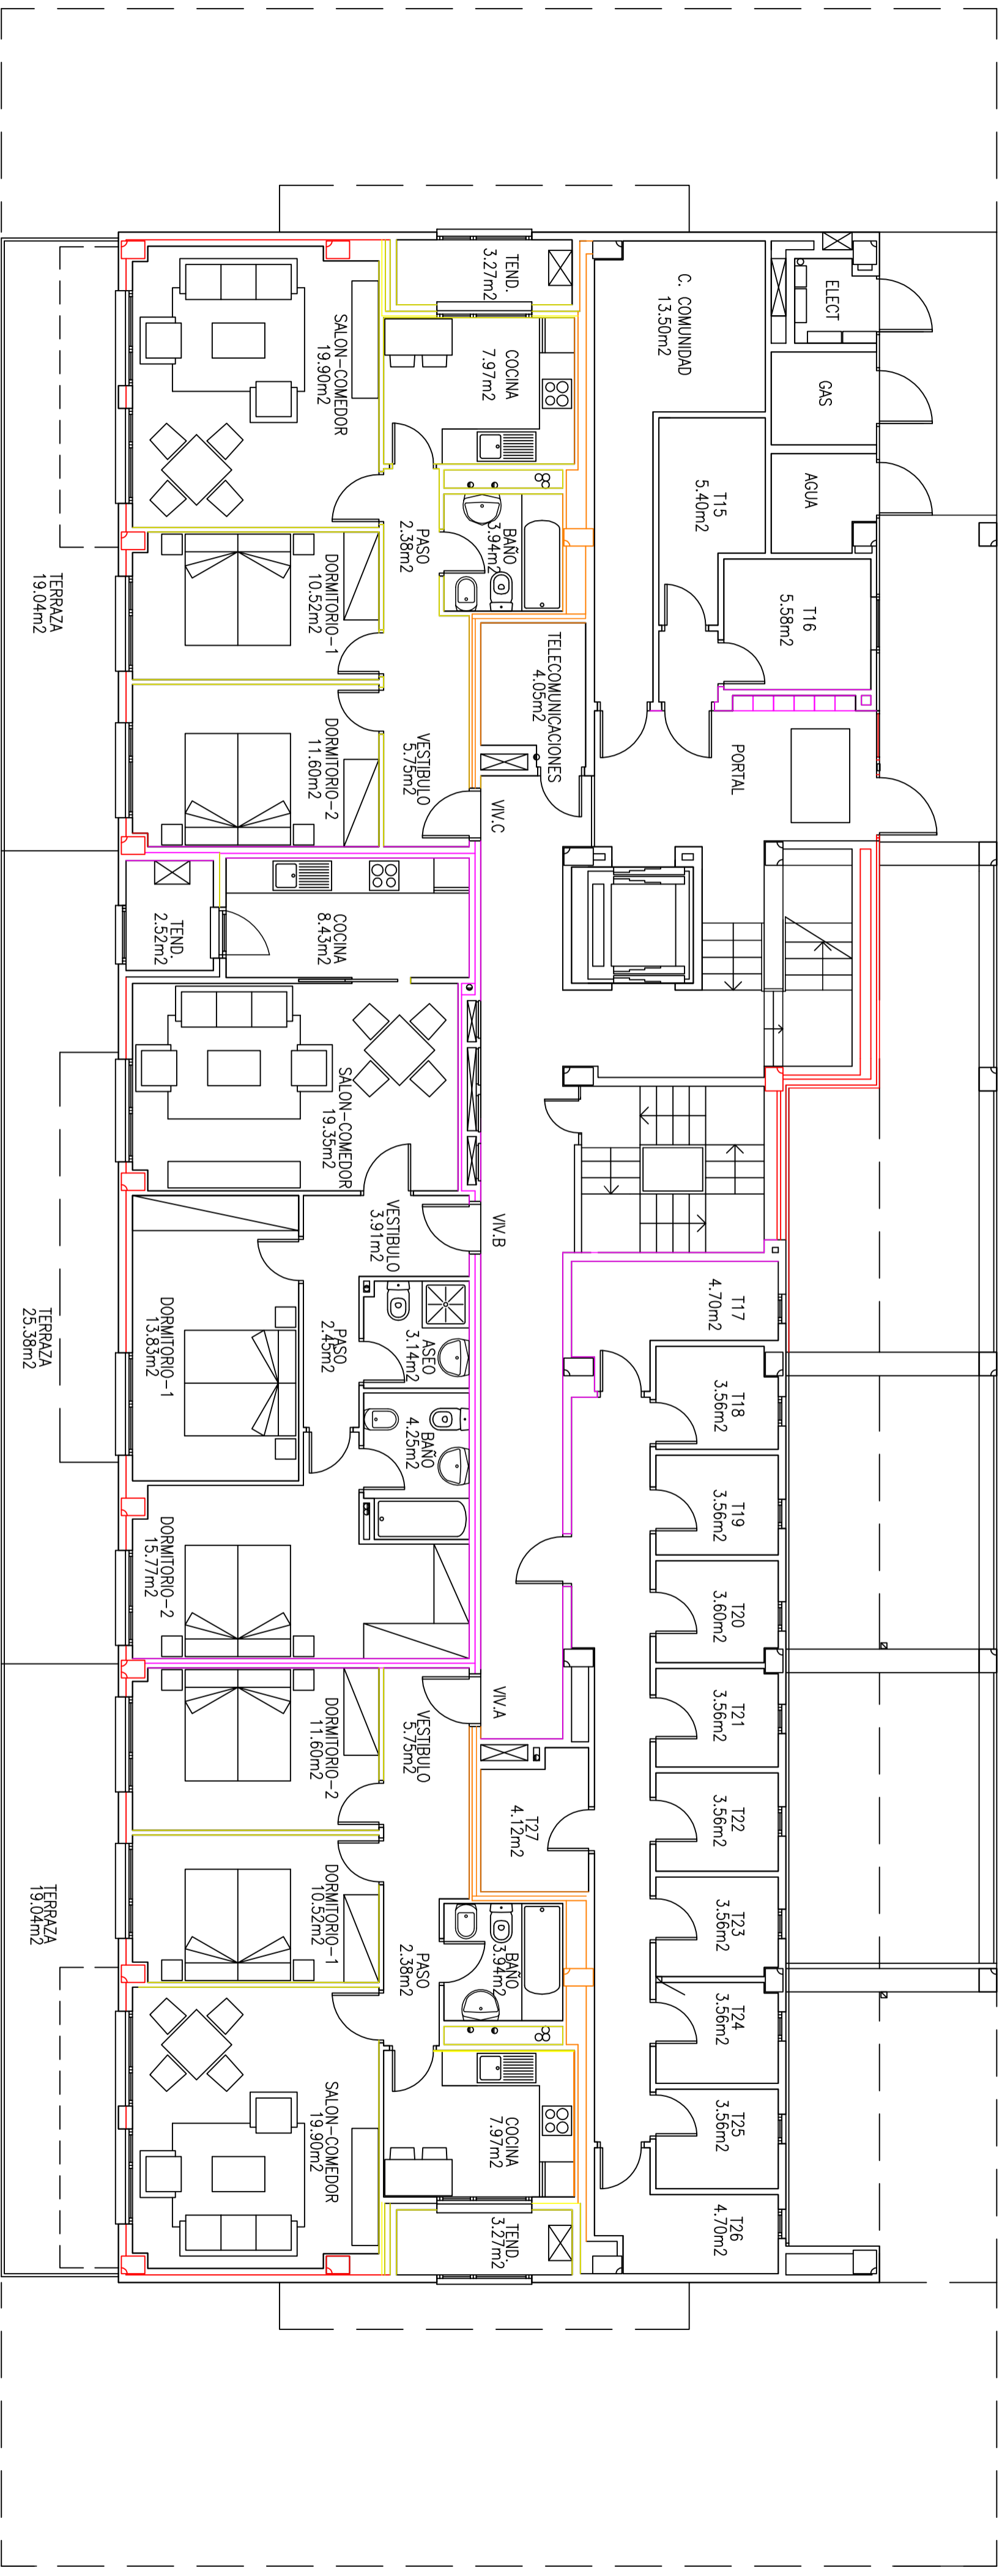 ELECT
GAS
AGUA
C. COMUNIDAD
13.50m2
T15
5.40m2
T16
5.58m2
PORTAL
TEND.
3.27m2
COCINA
7.97m2
BAÑO
3.94m2
TELECOMUNICACIONES
4.05m2
SALON-COMEDOR
19.90m2
PASO
2.38m2
DORMITORIO-1
10.52m2
VESTIBULO
5.75m2
DORMITORIO-2
11.60m2
VIV.C
TERRAZA
19.04m2
TEND.
2.52m2
COCINA
8.43m2
SALON-COMEDOR
19.35m2
VESTIBULO
3.91m2
VIV.B
ASEO
3.14m2
PASO
2.45m2
BAÑO
4.25m2
DORMITORIO-1
13.83m2
DORMITORIO-2
15.77m2
TERRAZA
25.38m2
T17
4.70m2
T18
3.56m2
T19
3.56m2
T20
3.60m2
T21
3.56m2
T22
3.56m2
T23
3.56m2
T24
3.56m2
T25
3.56m2
T26
4.70m2
VIV.A
T27
4.12m2
VESTIBULO
5.75m2
DORMITORIO-2
11.60m2
DORMITORIO-1
10.52m2
PASO
2.38m2
BAÑO
3.94m2
COCINA
7.97m2
TEND.
3.27m2
SALON-COMEDOR
19.90m2
TERRAZA
19.04m2